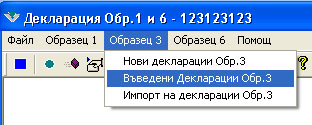 Декларация Обр.1 и 6 - 123123123
Файл Образец 1 Образец 3 Образец 6 Помощ
Нови декларации Обр.3
Въведени Декларации Обр.3
Импорт на декларации Обр.3
?